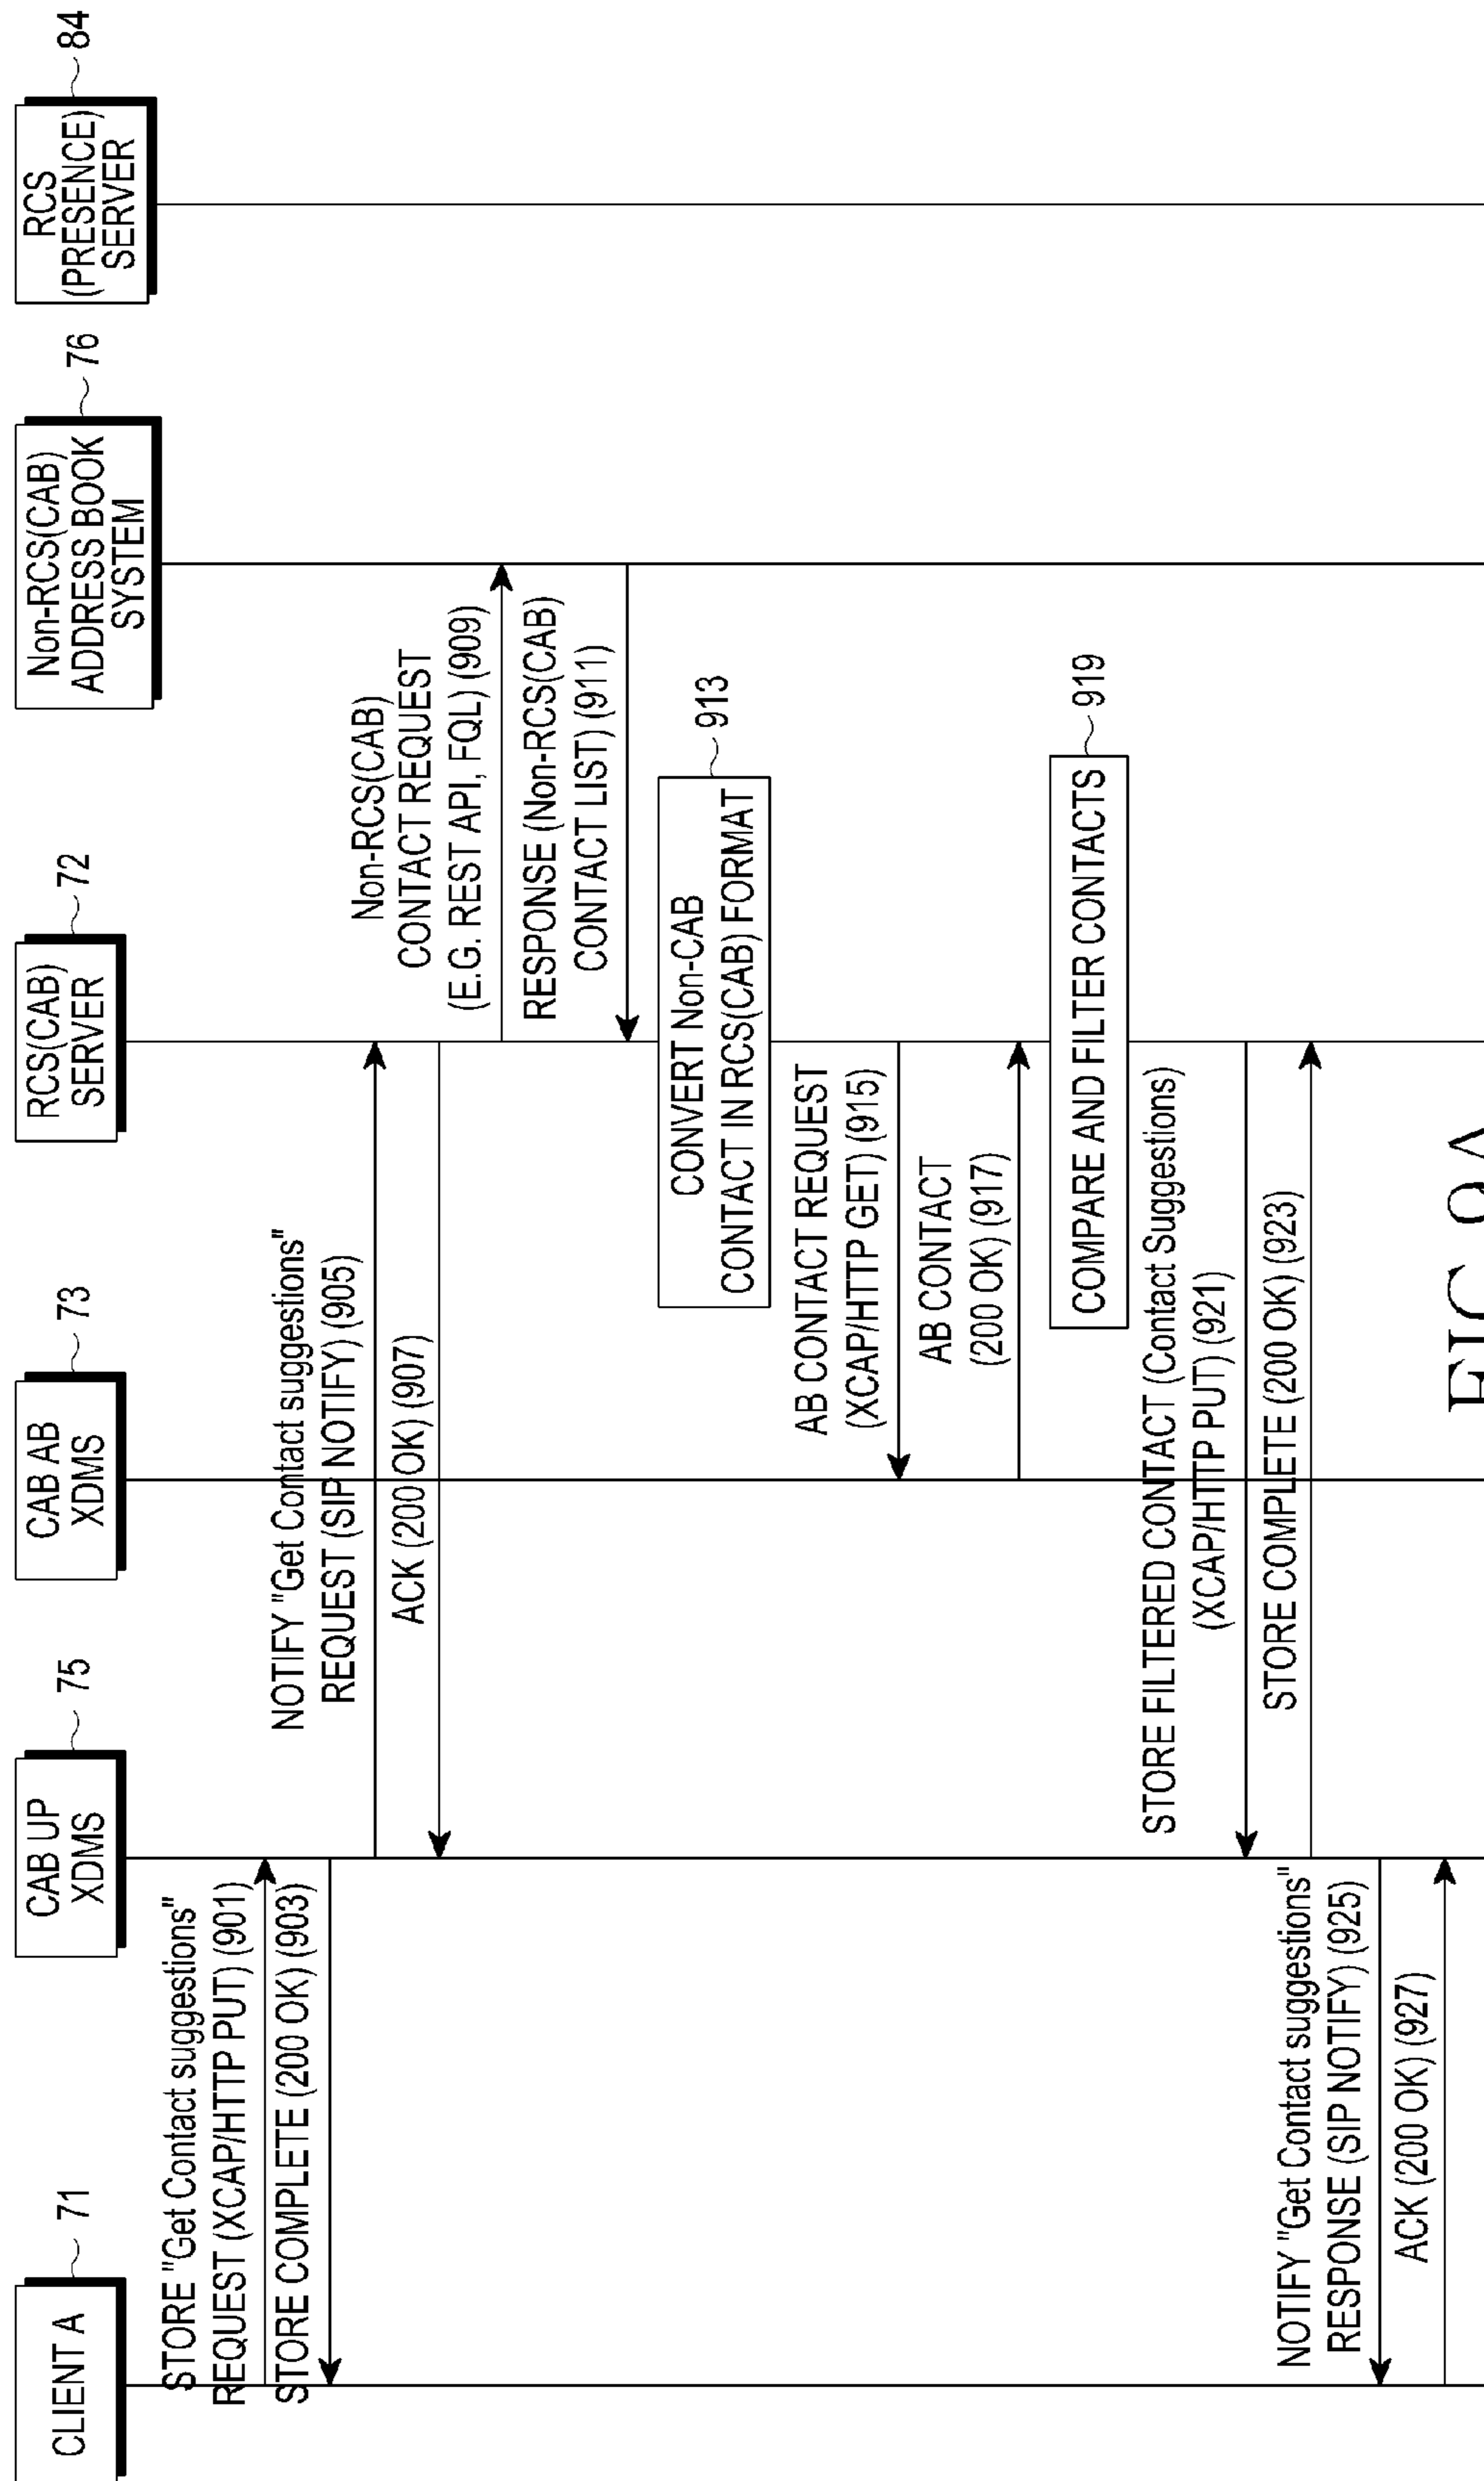 CLIENT A
71
CAB UP
XDMS
75
CAB AB
XDMS
73
RCS(CAB)
SERVER
72
Non-RCS(CAB)
ADDRESS BOOK
SYSTEM
76
RCS
(PRESENCE)
SERVER
84
STORE "Get Contact suggestions"
REQUEST (XCAP/HTTP PUT) (901)
STORE COMPLETE (200 OK) (903)
NOTIFY "Get Contact suggestions"
REQUEST (SIP NOTIFY) (905)
ACK (200 OK) (907)
Non-RCS(CAB)
CONTACT REQUEST
(E.G. REST API, FQL) (909)
RESPONSE (Non-RCS(CAB)
CONTACT LIST) (911)
CONVERT Non-CAB
CONTACT IN RCS(CAB) FORMAT
913
AB CONTACT REQUEST
(XCAP/HTTP GET) (915)
AB CONTACT
(200 OK) (917)
COMPARE AND FILTER CONTACTS
919
STORE FILTERED CONTACT (Contact Suggestions)
(XCAP/HTTP PUT) (921)
STORE COMPLETE (200 OK) (923)
NOTIFY "Get Contact suggestions"
RESPONSE (SIP NOTIFY) (925)
ACK (200 OK) (927)